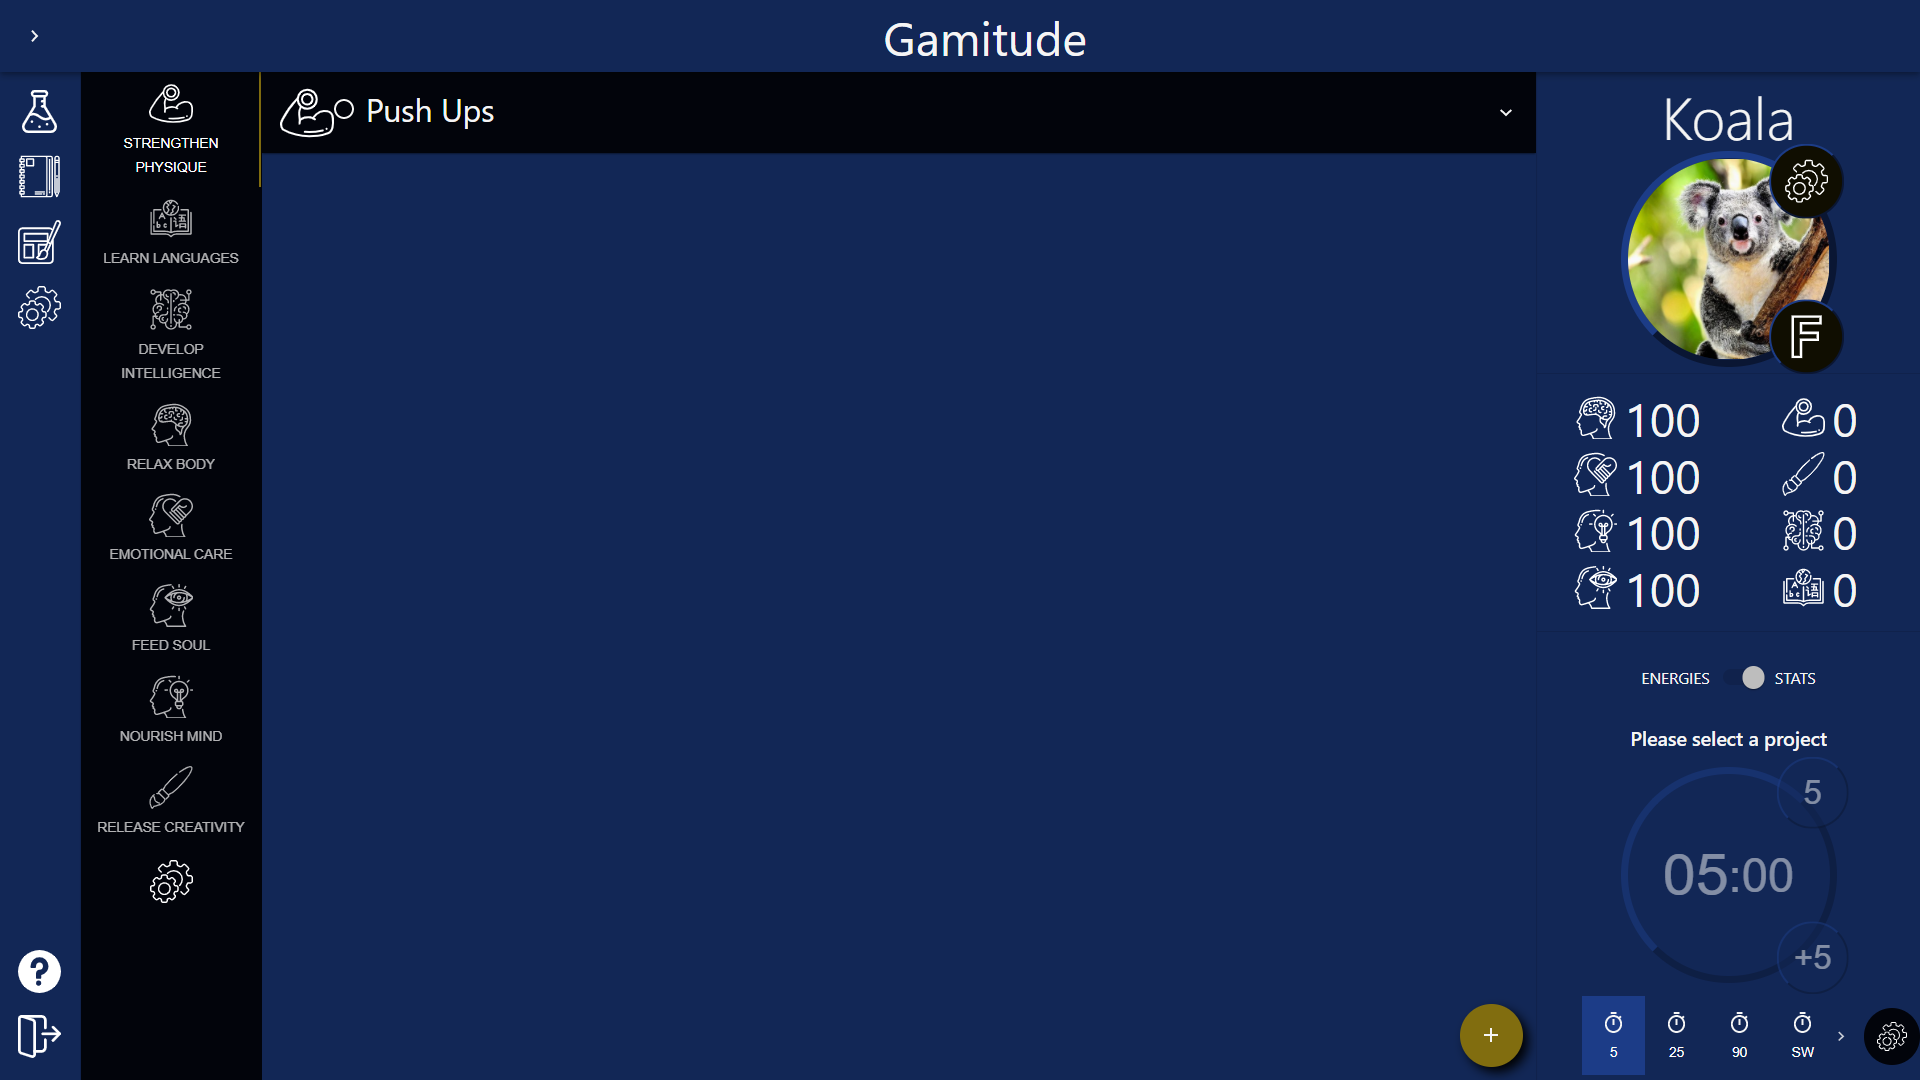 Gamitude
STRENGTHEN
PHYSIQUE
LEARN LANGUAGES
DEVELOP
INTELLIGENCE
RELAX BODY
EMOTIONAL CARE
FEED SOUL
NOURISH MIND
RELEASE CREATIVITY
?
Push Ups
+
Koala
F
100 0
100 0
100 0
100 0
ENERGIES STATS
Please select a project
5
05:00
+5
5 25 90 SW